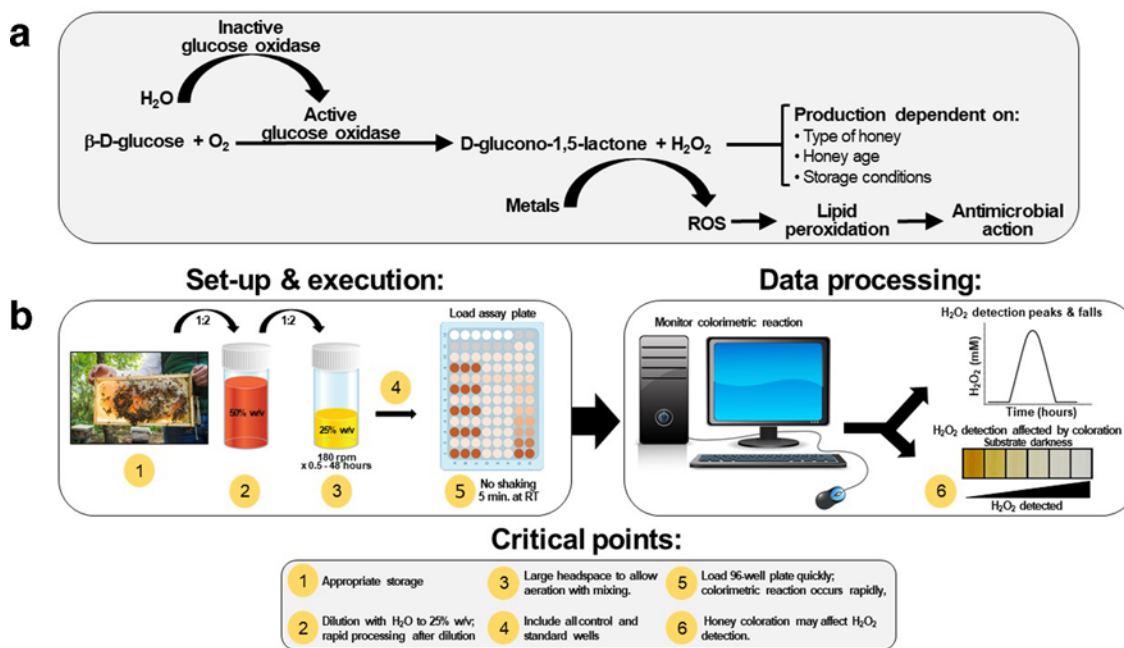 a
Inactive
glucose oxidase
H₂O
Active
glucose oxidase
β-D-glucose + O₂
D-glucono-1,5-lactone + H₂O₂
Production dependent on:
• Type of honey
• Honey age
• Storage conditions
Metals
ROS
Lipid
peroxidation
Antimicrobial
action
Set-up & execution:
Data processing:
b
1:2
1:2
50% w/v
25% w/v
180 rpm
x 0.5 - 48 hours
1
2
3
4
Load assay plate
5
No shaking
5 min. at RT
Monitor colorimetric reaction
H₂O₂ detection peaks & falls
H₂O₂ (mM)
Time (hours)
H₂O₂ detection affected by coloration
Substrate darkness
6
H₂O₂ detected
Critical points:
1
Appropriate storage
2
Dilution with H₂O to 25% w/v;
rapid processing after dilution
3
Large headspace to allow
aeration with mixing.
4
Include all control and
standard wells
5
Load 96-well plate quickly;
colorimetric reaction occurs rapidly,
6
Honey coloration may affect H₂O₂
detection.